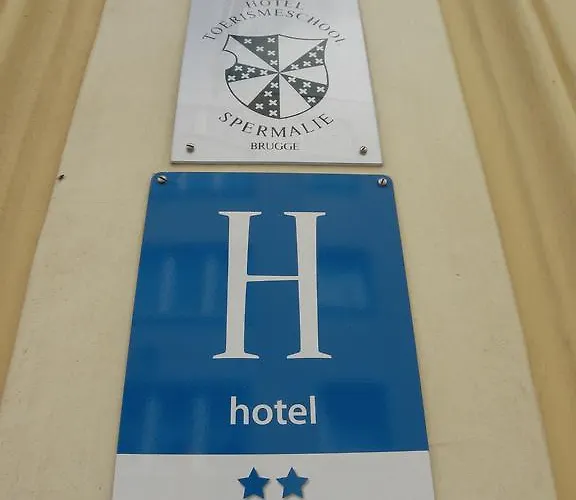 HOTEL
TOERISMESCHOOL
SPERMALIE
BRUGGE
H
hotel